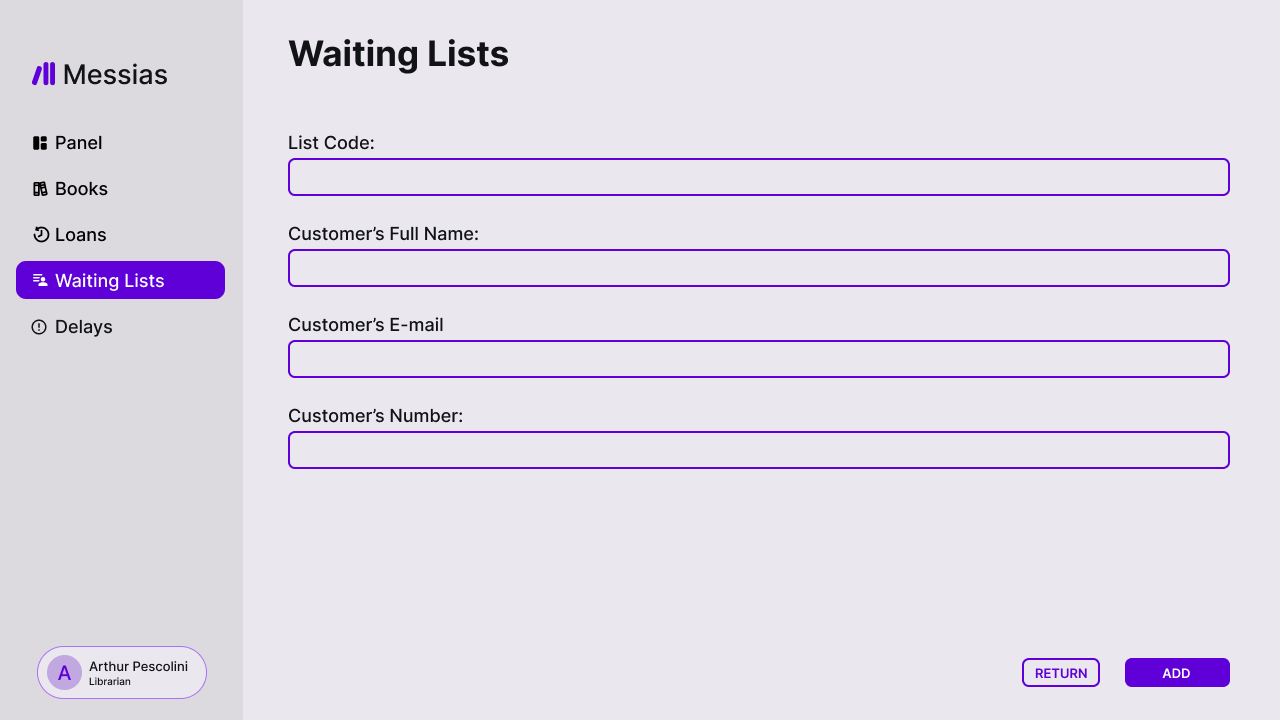 Messias
Panel
Books
Loans
Waiting Lists
Delays
A
Arthur Pescolini
Librarian
Waiting Lists
List Code:
Customer’s Full Name:
Customer’s E-mail
Customer’s Number:
RETURN
ADD